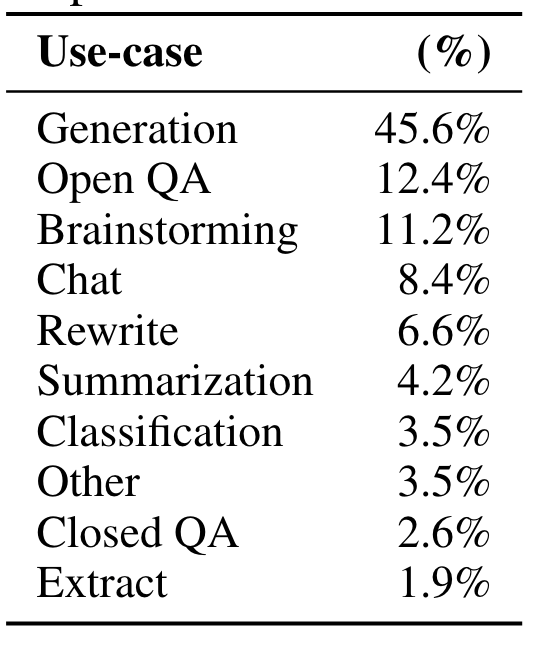 Use-case (%)
Generation 45.6%
Open QA 12.4%
Brainstorming 11.2%
Chat 8.4%
Rewrite 6.6%
Summarization 4.2%
Classification 3.5%
Other 3.5%
Closed QA 2.6%
Extract 1.9%